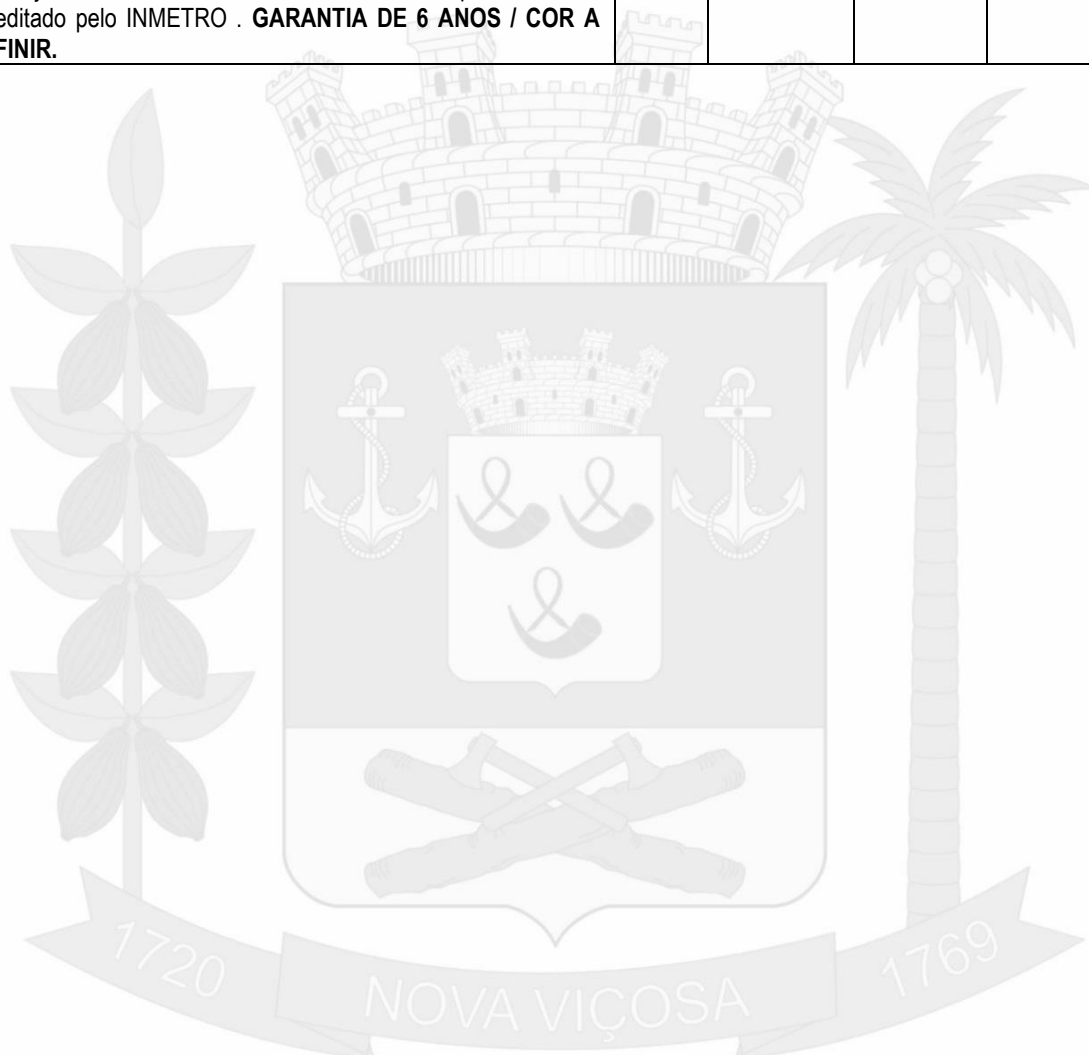 editado pelo INMETRO . GARANTIA DE 6 ANOS / COR A
FINIR.
1720
NOVA VIÇOSA
1769